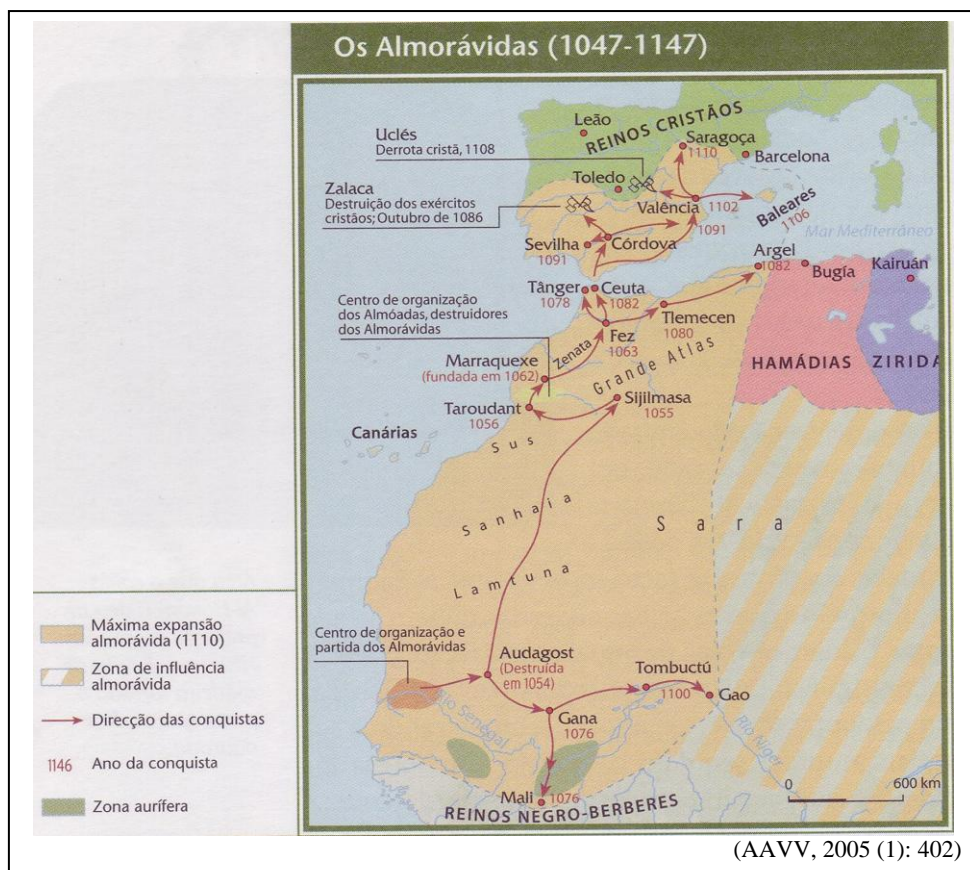 Os Almorávidas (1047-1147)
Leão
REINOS CRISTÃOS
Uclés
Derrota cristã, 1108
Saragoça
1110
Barcelona
Toledo
Zalaca
Destruição dos exércitos
cristãos; Outubro de 1086
Valência
1102
Baleares
1106
1091
Mar Mediterrâneo
Sevilha
1091
Córdova
Argel
1082
Bugía
Kairuán
Tânger
1078
Ceuta
1082
Centro de organização
dos Almóadas, destruidores
dos Almorávidas
Tlemecen
1080
Fez
1063
Zenata
Grande Atlas
HAMÁDIAS
ZIRIDA
Marraquexe
(fundada em 1062)
Sijilmasa
1055
Taroudant
1056
Canárias
Sus
Sanhaia
Sara
Lamtuna
Centro de organização e
partida dos Almorávidas
Audagost
(Destruída
em 1054)
Tombuctú
1100
Gao
Rio Senegal
Gana
1076
Rio Niger
Mali
1076
REINOS NEGRO-BERBERES
0 600 km
Máxima expansão
almorávida (1110)
Zona de influência
almorávida
Direcção das conquistas
1146 Ano da conquista
Zona aurífera
(AAVV, 2005 (1): 402)